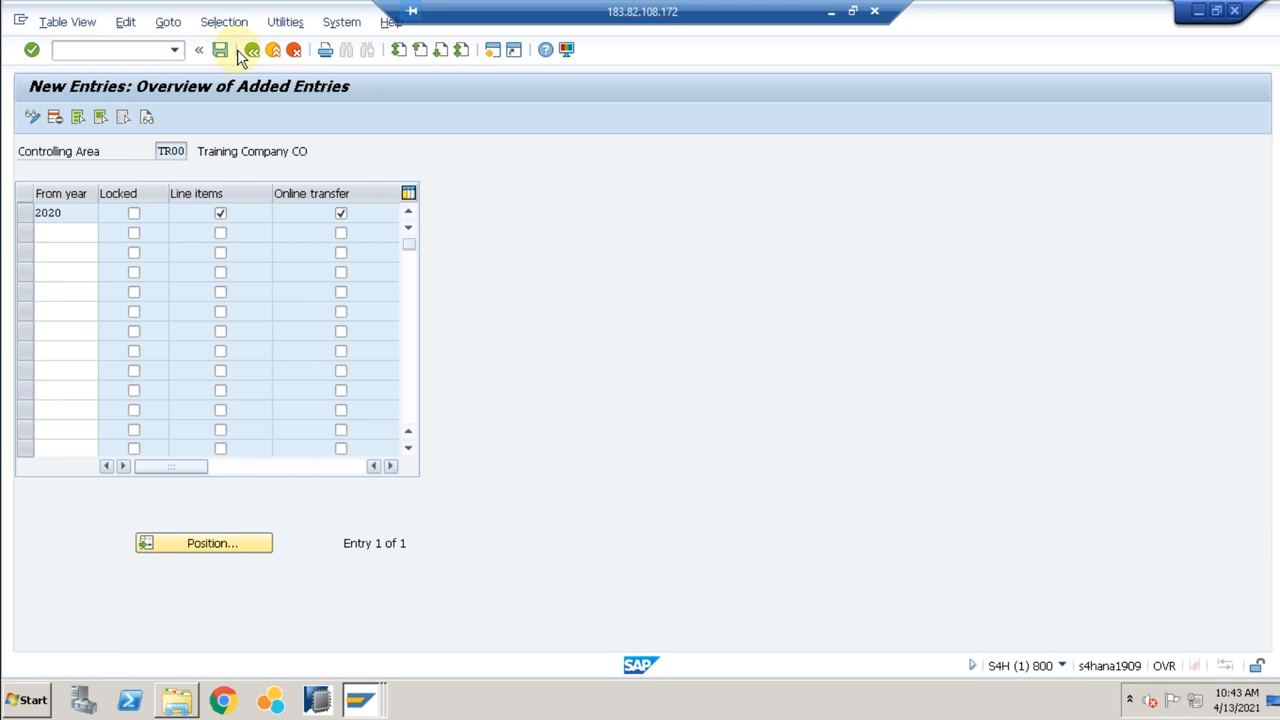 183.82.108.172
Table View Edit Goto Selection Utilities System Help
New Entries: Overview of Added Entries
Controlling Area TR00 Training Company CO
From year Locked Line items Online transfer
2020
Position... Entry 1 of 1
SAP S4H (1) 800 s4hana1909 OVR
Start
10:43 AM
4/13/2021